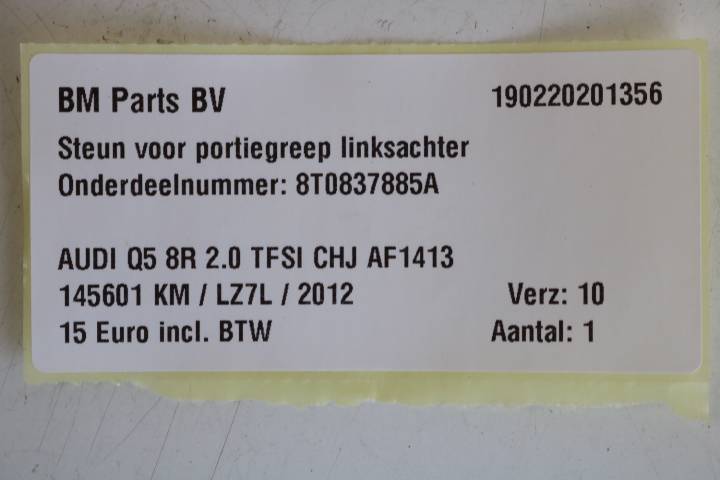 BM Parts BV 190220201356
Steun voor portiegreep linksachter
Onderdeelnummer: 8T0837885A
AUDI Q5 8R 2.0 TFSI CHJ AF1413
145601 KM / LZ7L / 2012 Verz: 10
15 Euro incl. BTW Aantal: 1